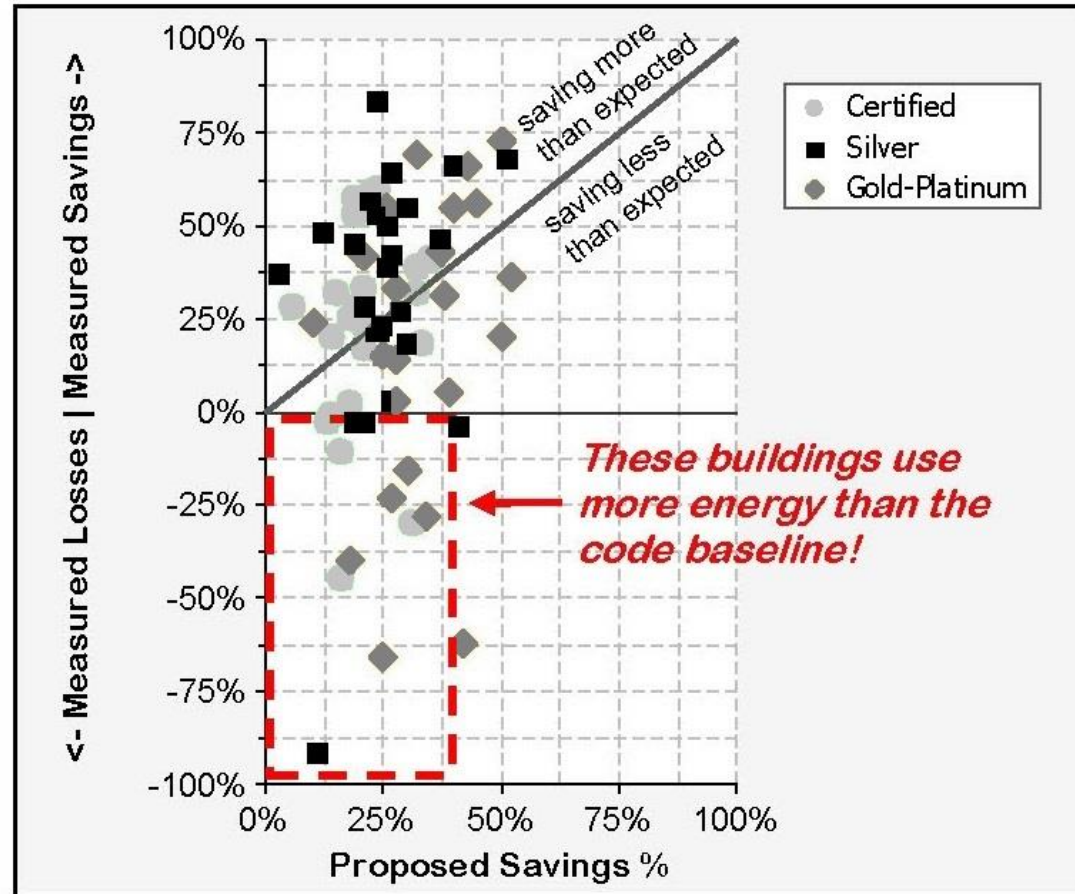 100%
75%
50%
25%
0%
-25%
-50%
-75%
-100%
<- Measured Losses | Measured Savings ->
saving more
than expected
saving less
than expected
Certified
Silver
Gold-Platinum
These buildings use
more energy than the
code baseline!
0%
25%
50%
75%
100%
Proposed Savings %